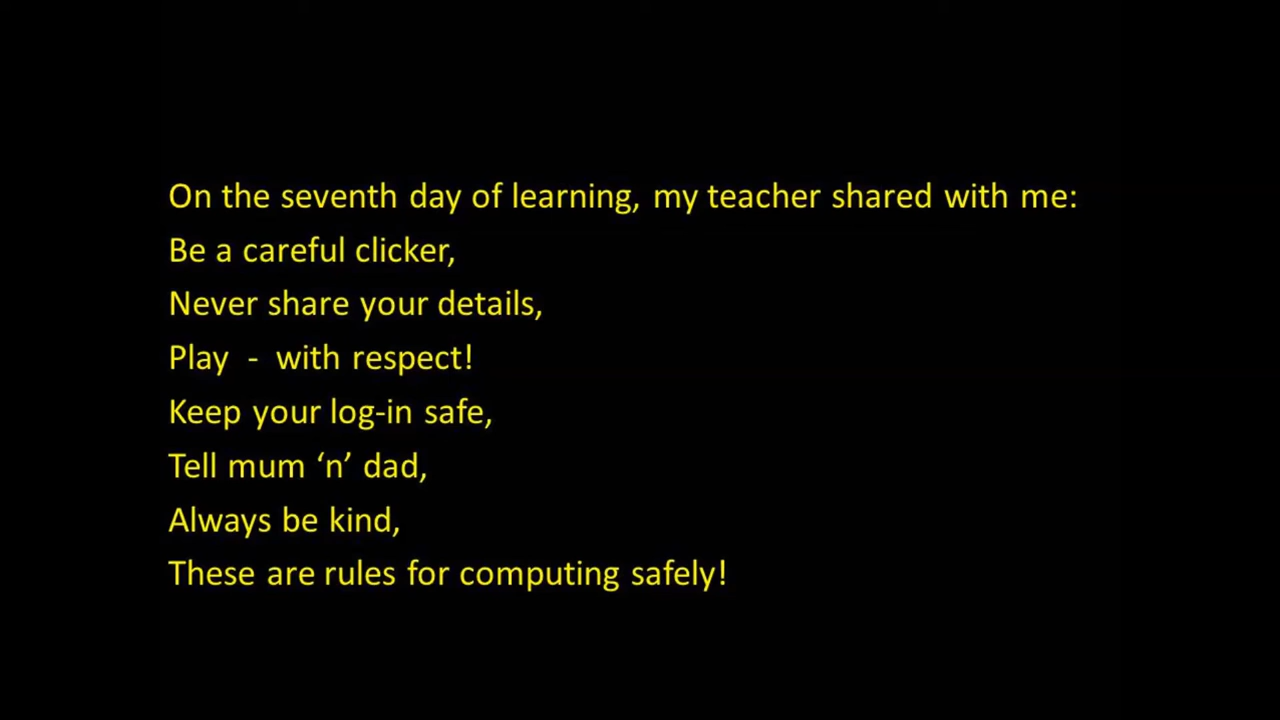 On the seventh day of learning, my teacher shared with me:
Be a careful clicker,
Never share your details,
Play - with respect!
Keep your log-in safe,
Tell mum ‘n’ dad,
Always be kind,
These are rules for computing safely!